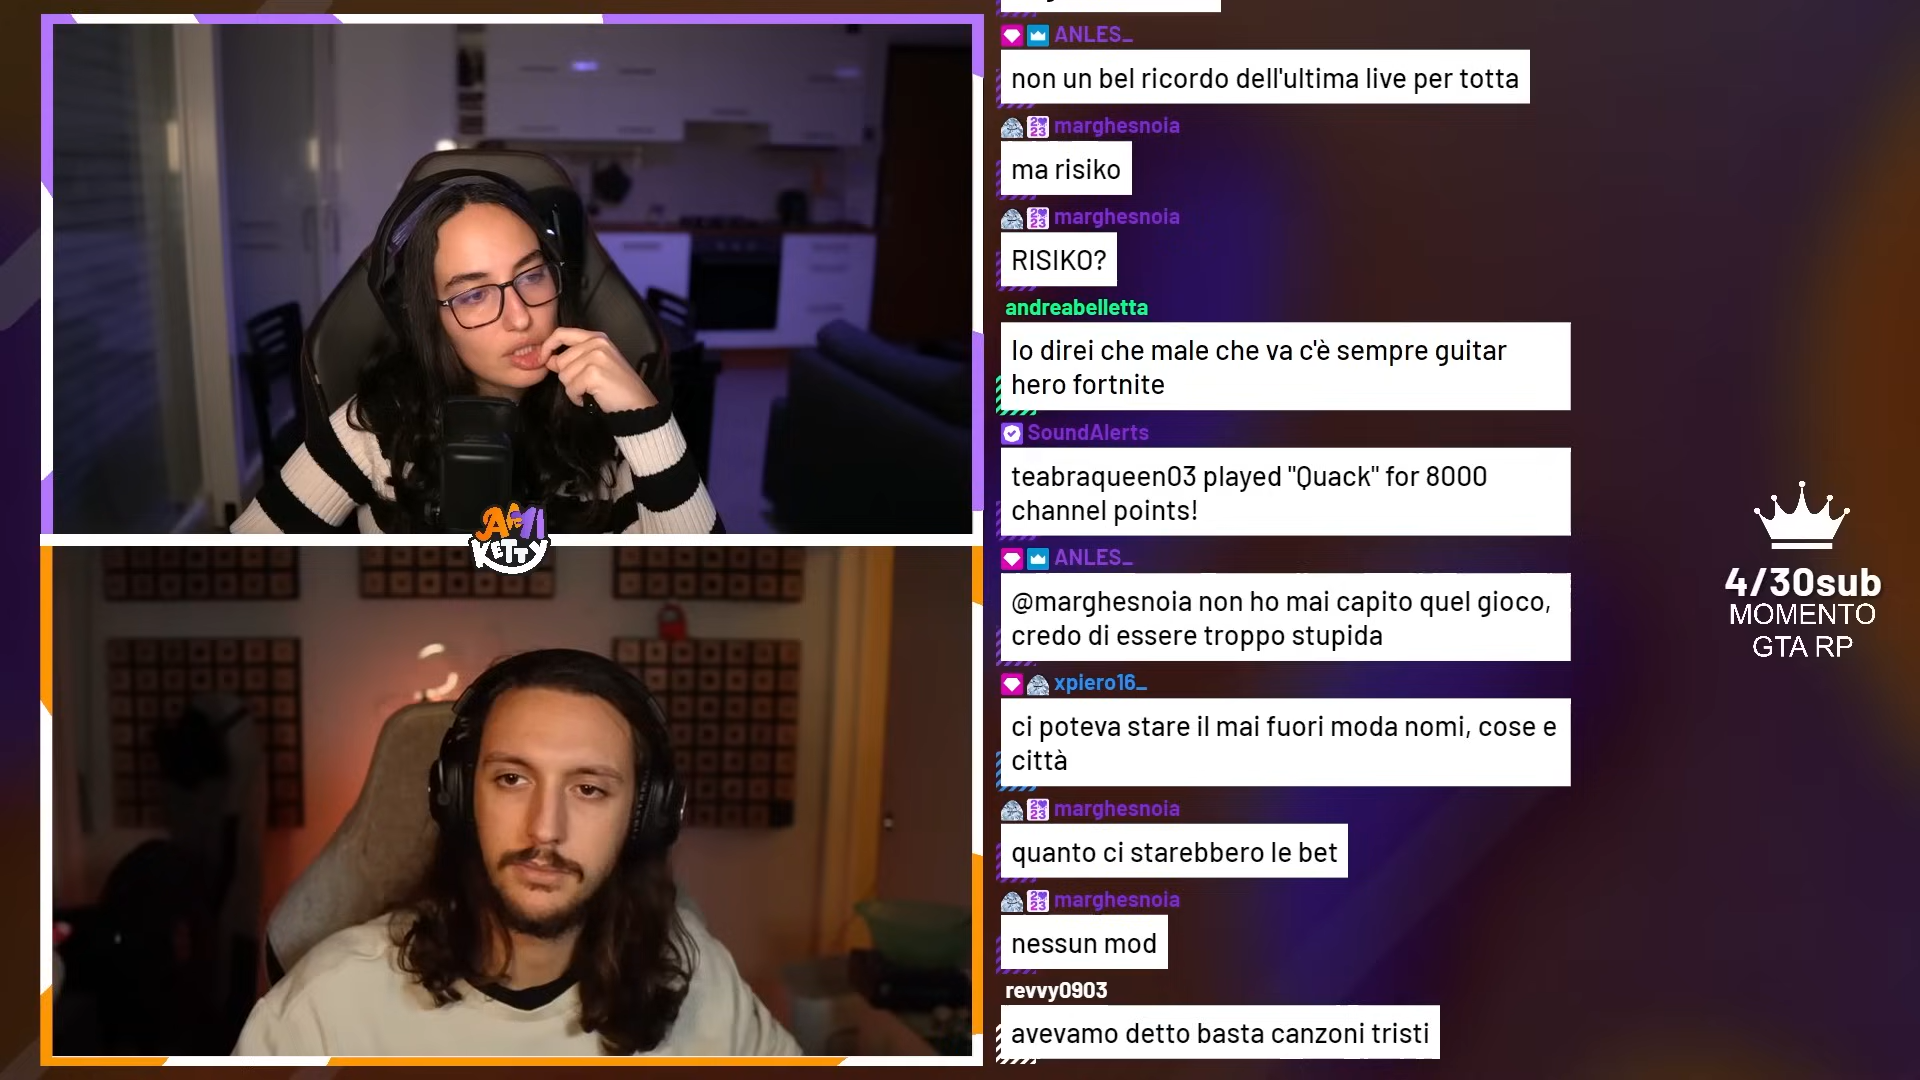 ANLES_
non un bel ricordo dell'ultima live per totta
marghesnoia
ma risiko
marghesnoia
RISIKO?
andreabelletta
Io direi che male che va c'è sempre guitar
hero fortnite
SoundAlerts
teabraqueen03 played "Quack" for 8000
channel points!
ANLES_
@marghesnoia non ho mai capito quel gioco,
credo di essere troppo stupida
xpiero16_
ci poteva stare il mai fuori moda nomi, cose e
città
marghesnoia
quanto ci starebbero le bet
marghesnoia
nessun mod
revvy0903
avevamo detto basta canzoni tristi
KETTY
4/30sub
MOMENTO
GTA RP